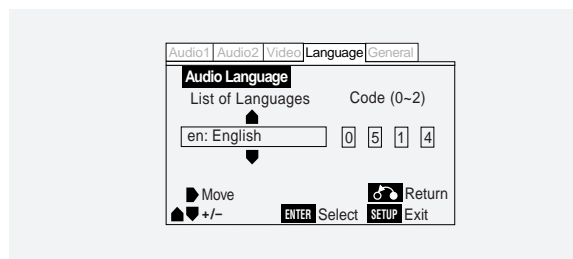 Audio1 Audio2 Video Language General
Audio Language
List of Languages Code (0~2)
en: English 0 5 1 4
Move Return
+/– ENTER Select SETUP Exit